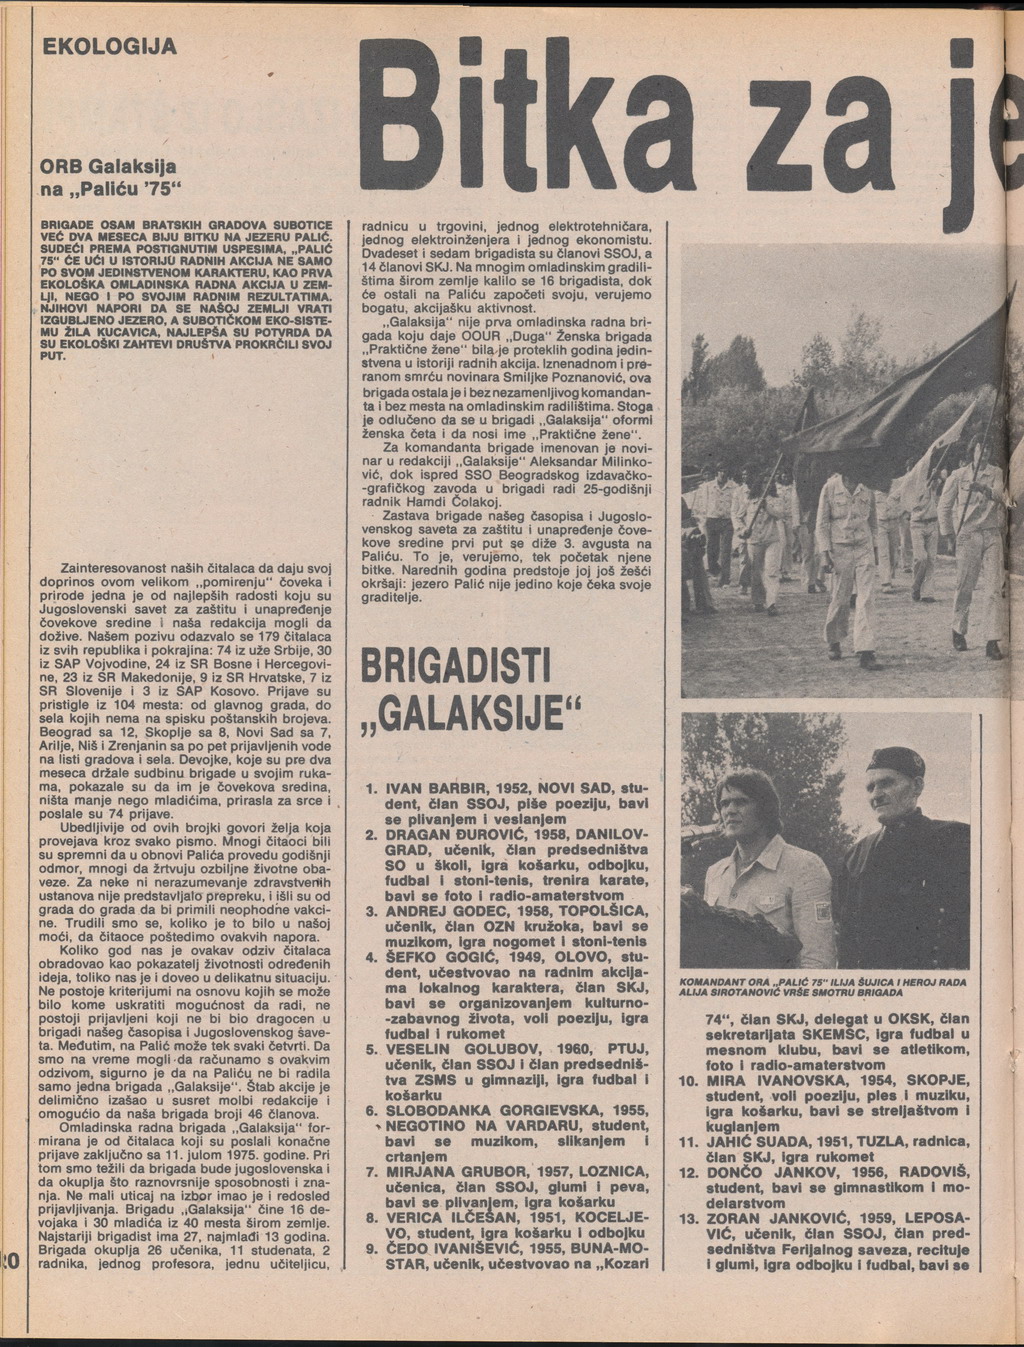 EKOLOGIJA
Bitka za
ORB Galaksija
na „Paliću '75“
BRIGADE OSAM BRATSKIH GRADOVA SUBOTICE
VEĆ DVA MESECA BIJU BITKU NA JEZERU PALIĆ.
SUDEĆI PREMA POSTIGNUTIM USPESIMA, „PALIĆ
75“ ĆE UĆI U ISTORIJU RADNIH AKCIJA NE SAMO
PO SVOM JEDINSTVENOM KARAKTERU, KAO PRVA
EKOLOŠKA OMLADINSKA RADNA AKCIJA U ZEM-
LJI, NEGO I PO SVOJIM RADNIM REZULTATIMA.
NJIHOVI NAPORI DA SE NAŠOJ ZEMLJI VRATI
IZGUBLJENO JEZERO, A SUBOTIČKOM EKO-SISTE-
MU ŽILA KUCAVICA, NAJLEPŠA SU POTVRDA DA
SU EKOLOŠKI ZAHTEVI DRUŠTVA PROKRČILI SVOJ
PUT.
Zainteresovanost naših čitalaca da daju svoj
doprinos ovom velikom „pomirenju“ čoveka i
prirode jedna je od najlepših radosti koju su
Jugoslovenski savet za zaštitu i unapređenje
čovekove sredine i naša redakcija mogli da
dožive. Našem pozivu odazvalo se 179 čitalaca
iz svih republika i pokrajina: 74 iz uže Srbije, 30
iz SAP Vojvodine, 24 iz SR Bosne i Hercegovi-
ne, 23 iz SR Makedonije, 9 iz SR Hrvatske, 7 iz
SR Slovenije i 3 iz SAP Kosovo. Prijave su
pristigle iz 104 mesta: od glavnog grada, do
sela kojih nema na spisku poštanskih brojeva.
Beograd sa 12, Skoplje sa 8, Novi Sad sa 7,
Arilje, Niš i Zrenjanin sa po pet prijavljenih vode
na listi gradova i sela. Devojke, koje su pre dva
meseca držale sudbinu brigade u svojim ruka-
ma, pokazale su da im je čovekova sredina,
ništa manje nego mladićima, prirasla za srce i
poslale su 74 prijave.
Ubedljivije od ovih brojki govori želja koja
provejava kroz svako pismo. Mnogi čitaoci bili
su spremni da u obnovi Palića provedu godišnji
odmor, mnogi da žrtvuju ozbiljne životne oba-
veze. Za neke ni nerazumevanje zdravstvenih
ustanova nije predstavljalo prepreku, i išli su od
grada do grada da bi primili neophodne vakci-
ne. Trudili smo se, koliko je to bilo u našoj
moći, da čitaoce poštedimo ovakvih napora.
Koliko god nas je ovakav odziv čitalaca
obradovao kao pokazatelj životnosti određenih
ideja, toliko nas je i doveo u delikatnu situaciju.
Ne postoje kriterijumi na osnovu kojih se može
bilo kome uskratiti mogućnost da radi, ne
postoji prijavljeni koji ne bi bio dragocen u
brigadi našeg časopisa i Jugoslovenskog save-
ta. Međutim, na Palić može tek svaki četvrti. Da
smo na vreme mogli da računamo s ovakvim
odzivom, sigurno je da na Paliću ne bi radila
samo jedna brigada „Galaksije“. Štab akcije je
delimično izašao u susret molbi redakcije i
omogućio da naša brigada broji 46 članova.
Omladinska radna brigada „Galaksija“ for-
mirana je od čitalaca koji su poslali konačne
prijave zaključno sa 11. julom 1975. godine. Pri
tom smo težili da brigada bude jugoslovenska i
da okuplja što raznovrsnije sposobnosti i zna-
nja. Ne mali uticaj na izbor imao je i redosled
prijavljivanja. Brigadu „Galaksija“ čine 16 de-
vojaka i 30 mladića iz 40 mesta širom zemlje.
Najstariji brigadist ima 27, najmlađi 13 godina.
Brigada okuplja 26 učenika, 11 studenata, 2
radnika, jednog profesora, jednu učiteljicu,
radnicu u trgovini, jednog elektrotehničara,
jednog elektroinženjera i jednog ekonomistu.
Dvadeset i sedam brigadista su članovi SSOJ, a
14 članovi SKJ. Na mnogim omladinskim gradili-
štima širom zemlje kalilo se 16 brigadista, dok
će ostali na Paliću započeti svoju, verujemo
bogatu, akcijašku aktivnost.
„Galaksija“ nije prva omladinska radna bri-
gada koju daje OOUR „Duga“ Ženska brigada
„Praktične žene“ bila je proteklih godina jedin-
stvena u istoriji radnih akcija. Iznenadnom i pre-
ranom smrću novinara Smiljke Poznanović, ova
brigada ostala je i bez nezamenljivog komandan-
ta i bez mesta na omladinskim radilištima. Stoga
je odlučeno da se u brigadi „Galaksija“ oformi
ženska četa i da nosi ime „Praktične žene“.
Za komandanta brigade imenovan je novi-
nar u redakciji „Galaksije“ Aleksandar Milinko-
vić, dok ispred SSO Beogradskog izdavačko-
-grafičkog zavoda u brigadi radi 25-godišnji
radnik Hamdi Čolakoj.
Zastava brigade našeg časopisa i Jugoslo-
venskog saveta za zaštitu i unapređenje čove-
kove sredine prvi put se diže 3. avgusta na
Paliću. To je, verujemo, tek početak njene
bitke. Narednih godina predstoje joj još žešći
okršaji: jezero Palić nije jedino koje čeka svoje
graditelje.
BRIGADISTI
„GALAKSIJE“
1. IVAN BARBIR, 1952, NOVI SAD, stu-
dent, član SSOJ, piše poeziju, bavi
se plivanjem i veslanjem
2. DRAGAN ĐUROVIĆ, 1958, DANILOV-
GRAD, učenik, član predsedništva
SO u školi, igra košarku, odbojku,
fudbal i stoni-tenis, trenira karate,
bavi se foto i radio-amaterstvom
3. ANDREJ GODEC, 1958, TOPOLŠICA,
učenik, član OZN kružoka, bavi se
muzikom, igra nogomet i stoni-tenis
4. ŠEFKO GOGIĆ, 1949, OLOVO, stu-
dent, učestvovao na radnim akcija-
ma lokalnog karaktera, član SKJ,
bavi se organizovanjem kulturno-
-zabavnog života, voli poeziju, igra
fudbal i rukomet
5. VESELIN GOLUBOV, 1960, PTUJ,
učenik, član SSOJ i član predsedniš-
tva ZSMS u gimnaziji, igra fudbal i
košarku
6. SLOBODANKA GORGIEVSKA, 1955,
NEGOTINO NA VARDARU, student,
bavi se muzikom, slikanjem i
crtanjem
7. MIRJANA GRUBOR, 1957, LOZNICA,
učenica, član SSOJ, glumi i peva,
bavi se plivanjem, igra košarku
8. VERICA ILČEŠAN, 1951, KOCELJE-
VO, student, igra košarku i odbojku
9. ČEDO IVANIŠEVIĆ, 1955, BUNA-MO-
STAR, učenik, učestvovao na „Kozari
KOMANDANT ORA „PALIĆ 75“ ILIJA ŠUJICA I HEROJ RADA
ALIJA SIROTANOVIĆ VRŠE SMOTRU BRIGADA
74“, član SKJ, delegat u OKSK, član
sekretarijata SKEMSC, igra fudbal u
mesnom klubu, bavi se atletikom,
foto i radio-amaterstvom
10. MIRA IVANOVSKA, 1954, SKOPJE,
student, voli poeziju, ples i muziku,
igra košarku, bavi se streljaštvom i
kuglanjem
11. JAHIĆ SUADA, 1951, TUZLA, radnica,
član SKJ, igra rukomet
12. DONČO JANKOV, 1956, RADOVIŠ,
student, bavi se gimnastikom i mo-
delarstvom
13. ZORAN JANKOVIĆ, 1959, LEPOSA-
VIĆ, učenik, član SSOJ, član pred-
sedništva Ferijalnog saveza, recituje
i glumi, igra odbojku i fudbal, bavi se